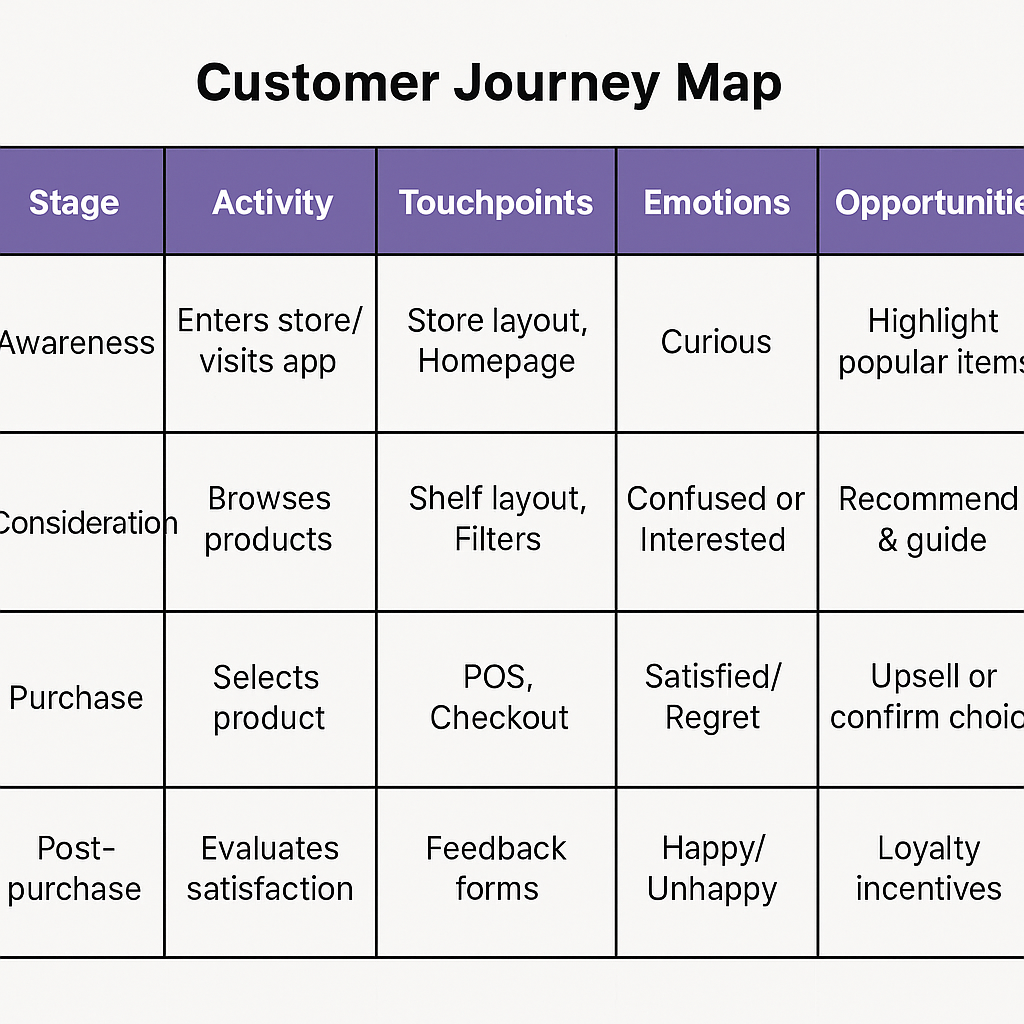 Customer Journey Map
Stage Activity Touchpoints Emotions Opportunitie
Awareness
Enters store/
visits app
Store layout,
Homepage
Curious
Highlight
popular items
Consideration
Browses
products
Shelf layout,
Filters
Confused or
Interested
Recommend
& guide
Purchase
Selects
product
POS,
Checkout
Satisfied/
Regret
Upsell or
confirm choic
Post-
purchase
Evaluates
satisfaction
Feedback
forms
Happy/
Unhappy
Loyalty
incentives